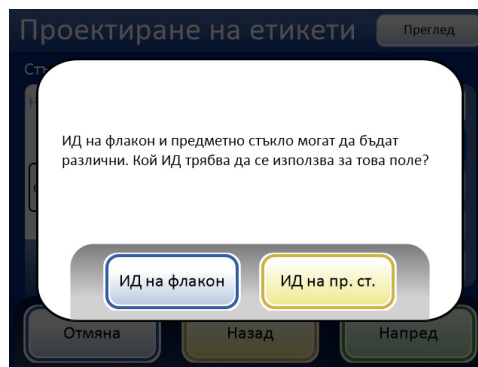 Проектиране на етикети
Преглед
ИД на флакон и предметно стъкло могат да бъдат
различни. Кой ИД трябва да се използва за това поле?
ИД на флакон
ИД на пр. ст.
Отмяна
Назад
Напред